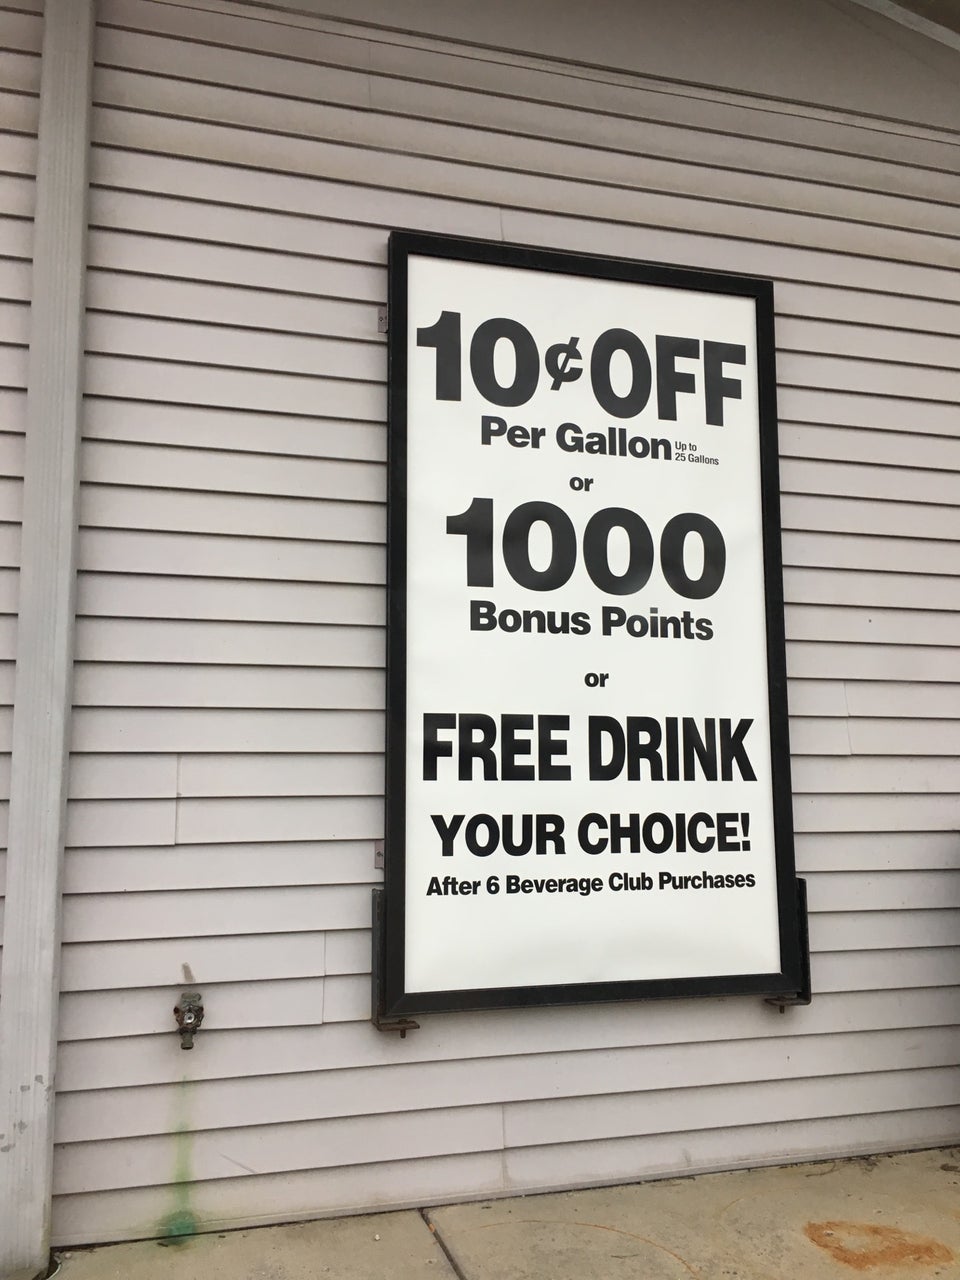 10¢ OFF
Per Gallon Up to
25 Gallons
or
1000
Bonus Points
or
FREE DRINK
YOUR CHOICE!
After 6 Beverage Club Purchases